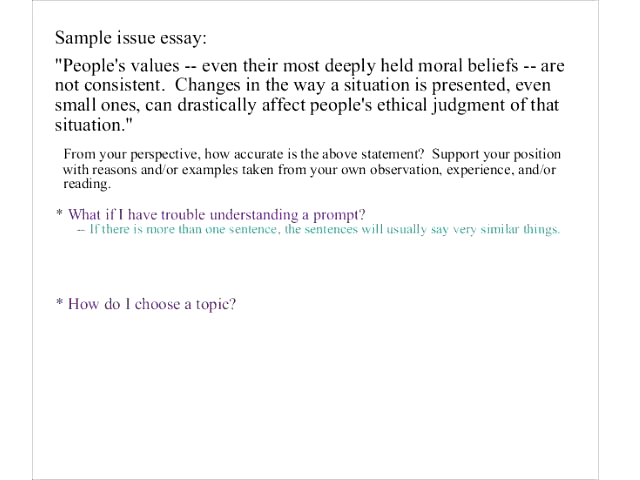 Sample issue essay:
"People's values -- even their most deeply held moral beliefs -- are
not consistent. Changes in the way a situation is presented, even
small ones, can drastically affect people's ethical judgment of that
situation."
From your perspective, how accurate is the above statement? Support your position
with reasons and/or examples taken from your own observation, experience, and/or
reading.
* What if I have trouble understanding a prompt?
-- If there is more than one sentence, the sentences will usually say very similar things.
* How do I choose a topic?